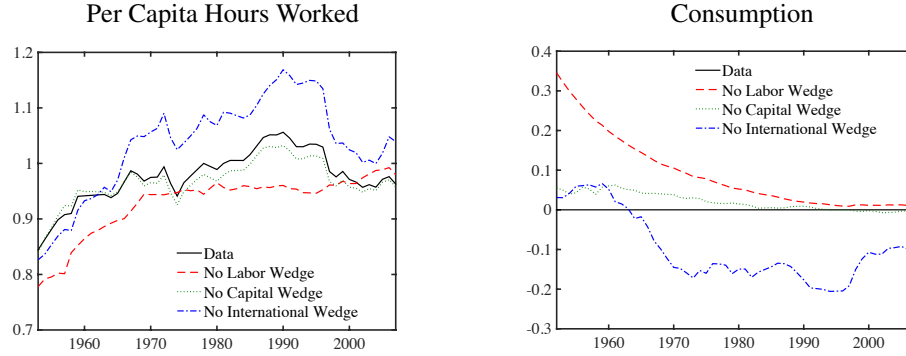 Per Capita Hours Worked
1.2
1.1
1
0.9
0.8
0.7
1960
1970
1980
1990
2000
Data
No Labor Wedge
No Capital Wedge
No International Wedge
Consumption
0.4
0.3
0.2
0.1
0
-0.1
-0.2
-0.3
1960
1970
1980
1990
2000
Data
No Labor Wedge
No Capital Wedge
No International Wedge